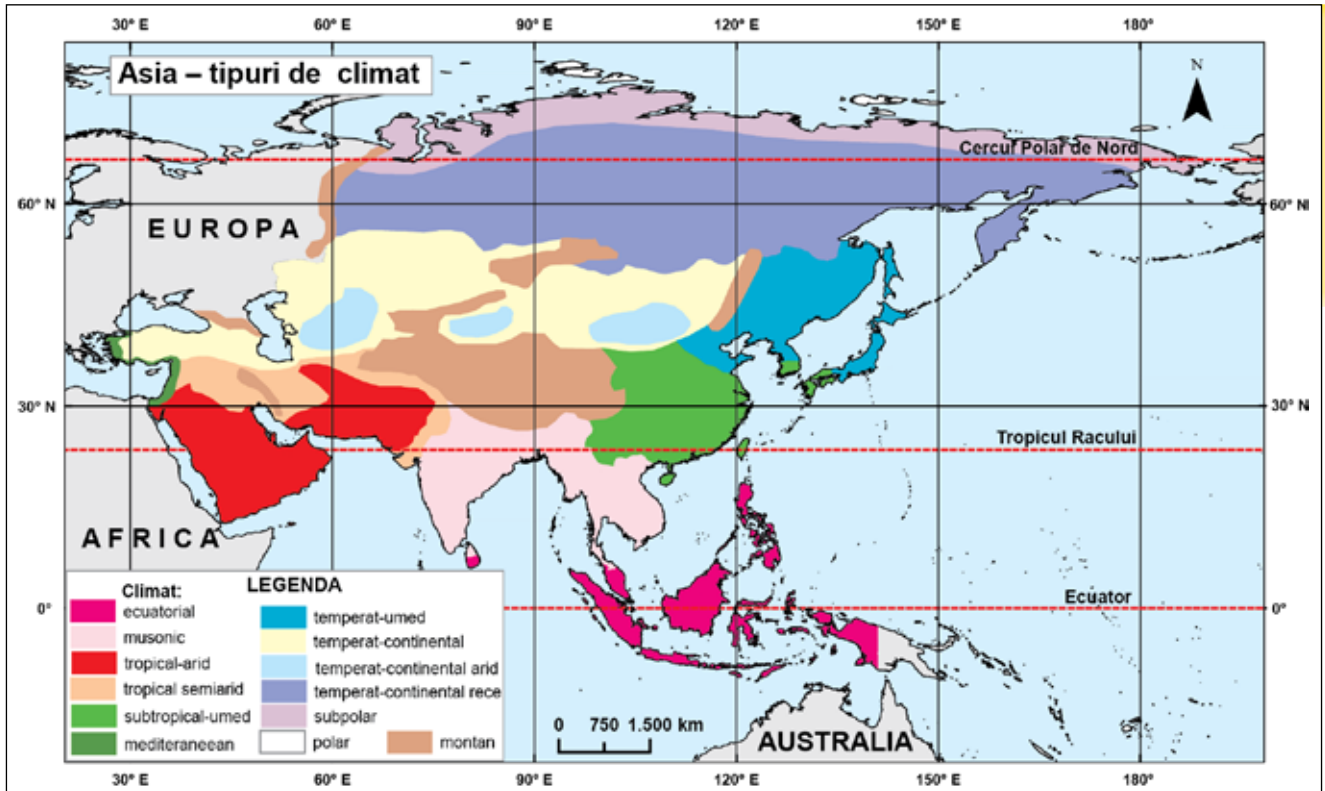 30° E 60° E 90° E 120° E 150° E 180°
Asia – tipuri de climat
N
Cercul Polar de Nord
60° N 60° N
EUROPA
30° N 30° N
Tropicul Racului
AFRICA
Climat: LEGENDA
ecuatorial
musonic
tropical-arid
tropical semiarid
subtropical-umed
mediteraneean
temperat-umed
temperat-continental
temperat-continental arid
temperat-continental rece
subpolar
polar montan
Ecuator
0° 0°
0 750 1.500 km
AUSTRALIA
30° E 60° E 90° E 120° E 150° E 180°